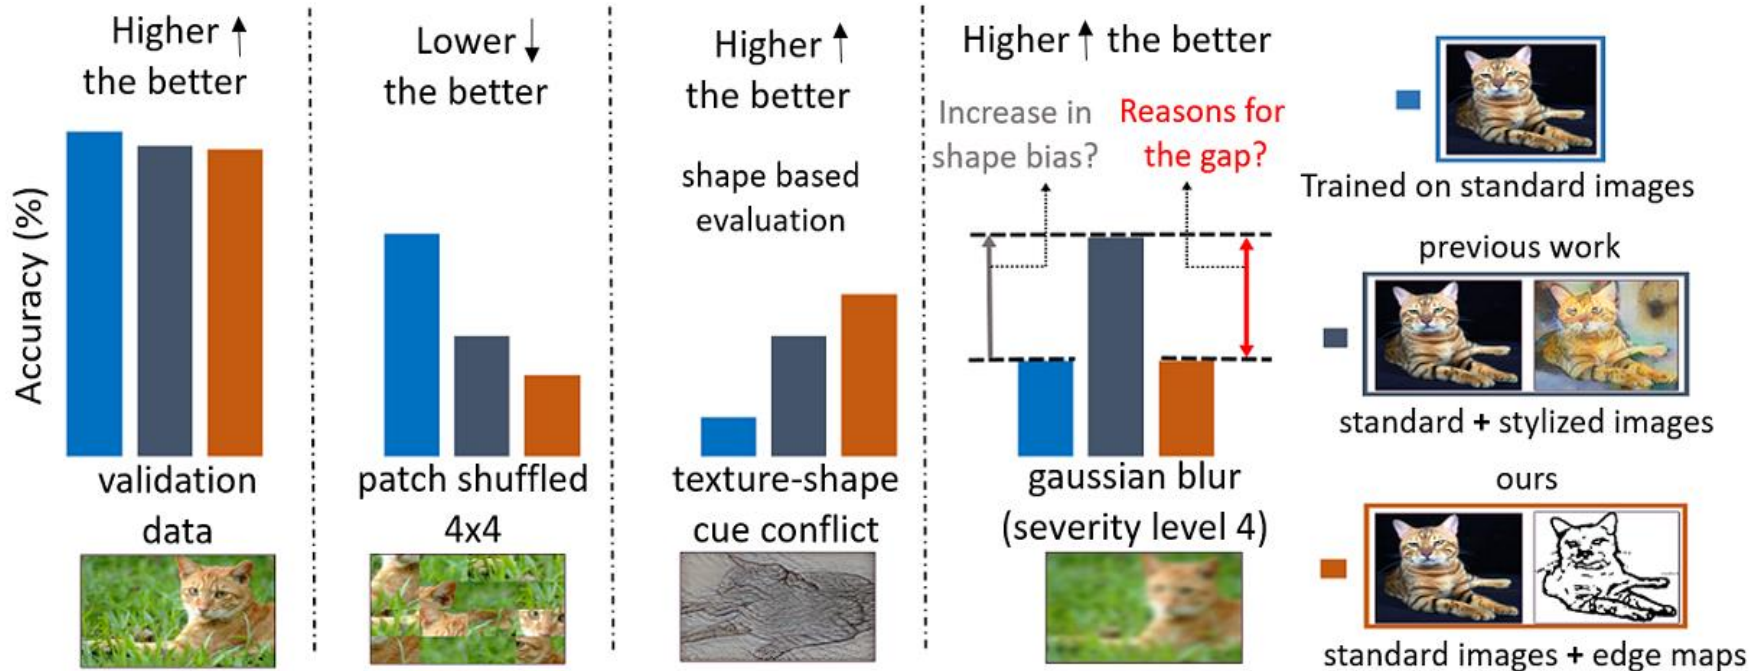 Higher ↑
the better
Lower ↓
the better
Higher ↑
the better
Higher ↑ the better
shape based
evaluation
Increase in
shape bias?
Reasons for
the gap?
Accuracy (%)
validation
data
patch shuffled
4x4
texture-shape
cue conflict
gaussian blur
(severity level 4)
Trained on standard images
previous work
standard + stylized images
ours
standard images + edge maps